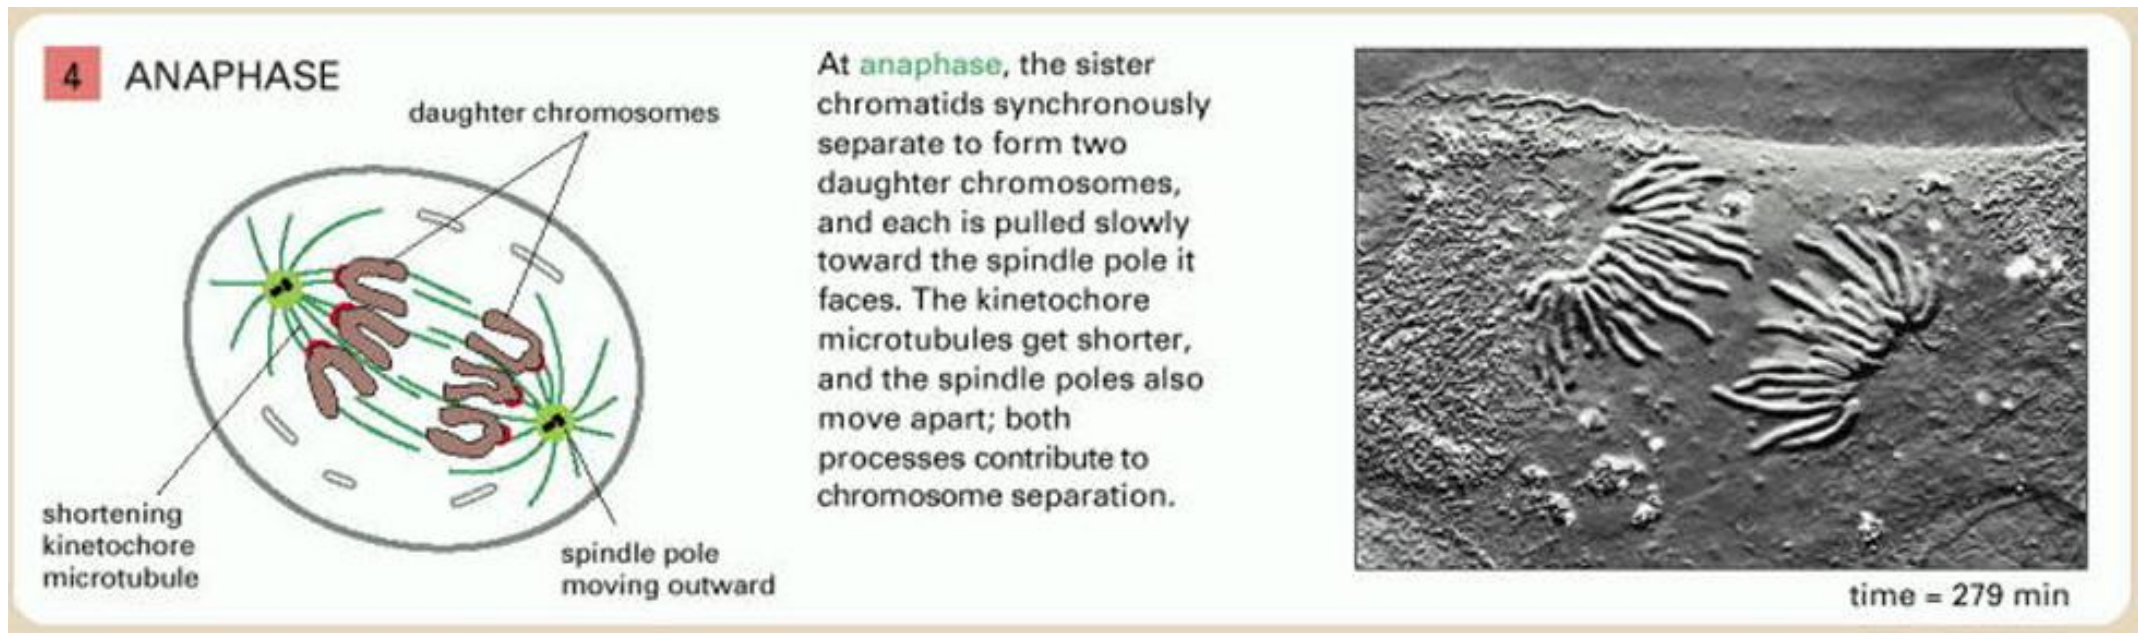 4 ANAPHASE
daughter chromosomes
shortening
kinetochore
microtubule
spindle pole
moving outward
At anaphase, the sister
chromatids synchronously
separate to form two
daughter chromosomes,
and each is pulled slowly
toward the spindle pole it
faces. The kinetochore
microtubules get shorter,
and the spindle poles also
move apart; both
processes contribute to
chromosome separation.
time = 279 min